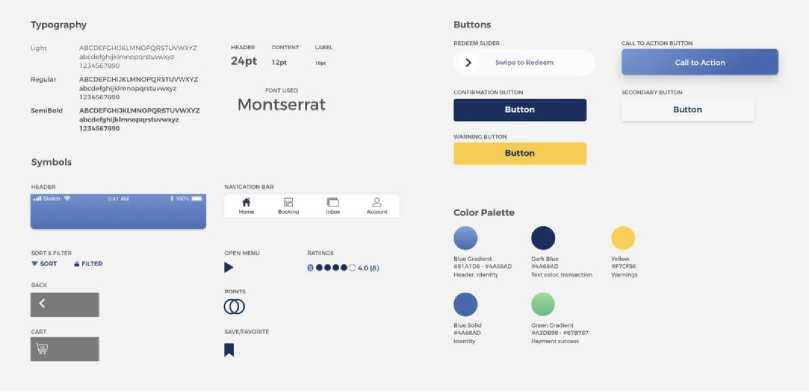 Typography
Light
ABCDEFGHIJKLMNOPQRSTUVWXYZ
abcdefghijklmnopqrstuvwxyz
1234567890
Regular
ABCDEFGHIJKLMNOPQRSTUVWXYZ
abcdefghijklmnopqrstuvwxyz
1234567890
SemiBold
ABCDEFGHIJKLMNOPQRSTUVWXYZ
abcdefghijklmnopqrstuvwxyz
1234567890
HEADER CONTENT LABEL
24pt 12pt 10pt
FONT USED
Montserrat
Symbols
HEADER
Sketch 9:41 AM 100%
NAVIGATION BAR
Home Booking Inbox Account
SORT & FILTER
SORT FILTER
OPEN MENU
RATINGS
4.0 (8)
BACK
POINTS
CART
SAVE/FAVORITE
Buttons
REDEEM SLIDER
Swipe to Redeem
CALL TO ACTION BUTTON
Call to Action
CONFIRMATION BUTTON
Button
SECONDARY BUTTON
Button
WARNING BUTTON
Button
Color Palette
Blue Gradient
#81A1D6 - #4A68AD
Header, Identity
Dark Blue
#4A68AD
Text color, transaction
Yellow
#F7CF56
Warnings
Blue Solid
#4A68AD
Identity
Green Gradient
Payment success